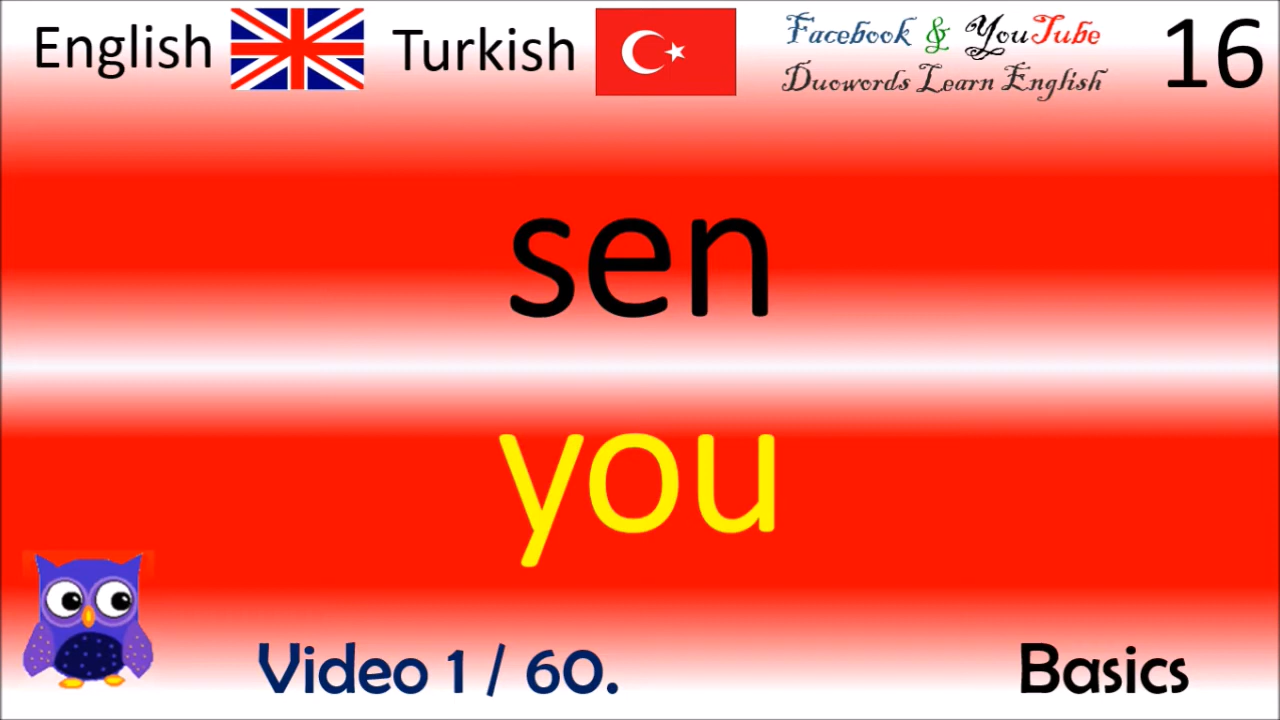 English Turkish Facebook & YouTube 16
Duowords Learn English
sen
you
Video 1 / 60. Basics